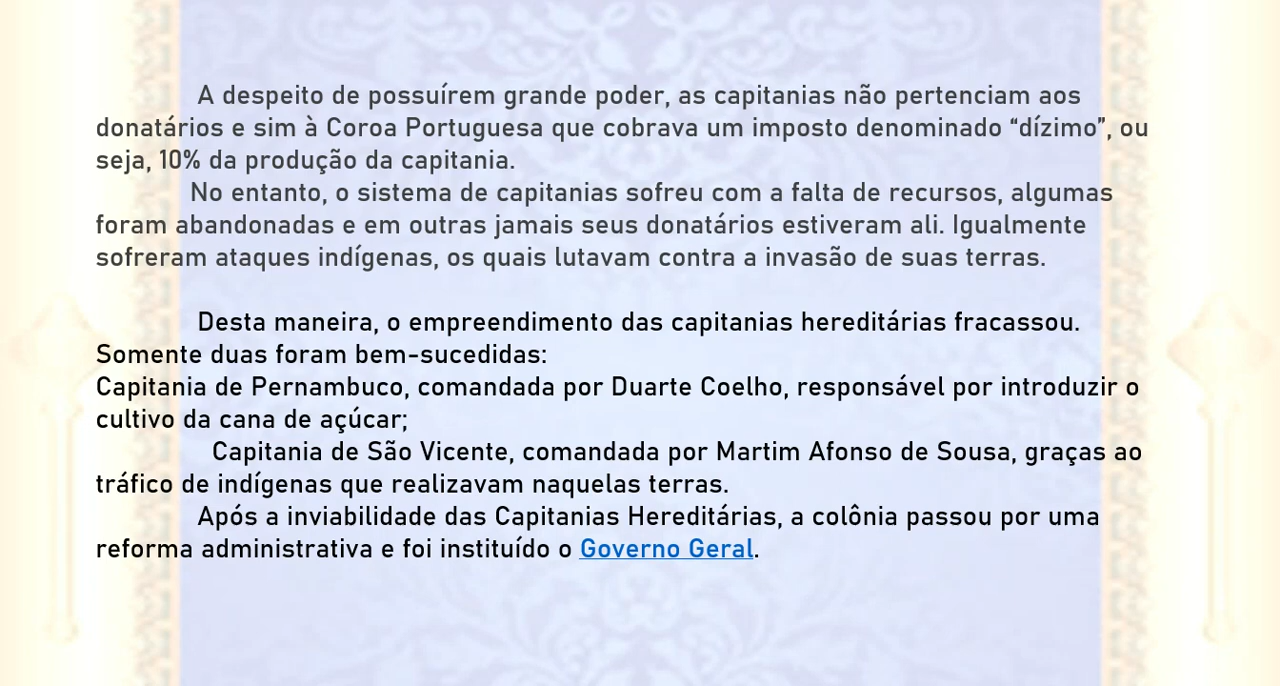 A despeito de possuírem grande poder, as capitanias não pertenciam aos
donatários e sim à Coroa Portuguesa que cobrava um imposto denominado “dízimo”, ou
seja, 10% da produção da capitania.
No entanto, o sistema de capitanias sofreu com a falta de recursos, algumas
foram abandonadas e em outras jamais seus donatários estiveram ali. Igualmente
sofreram ataques indígenas, os quais lutavam contra a invasão de suas terras.
Desta maneira, o empreendimento das capitanias hereditárias fracassou.
Somente duas foram bem-sucedidas:
Capitania de Pernambuco, comandada por Duarte Coelho, responsável por introduzir o
cultivo da cana de açúcar;
Capitania de São Vicente, comandada por Martim Afonso de Sousa, graças ao
tráfico de indígenas que realizavam naquelas terras.
Após a inviabilidade das Capitanias Hereditárias, a colônia passou por uma
reforma administrativa e foi instituído o Governo Geral.